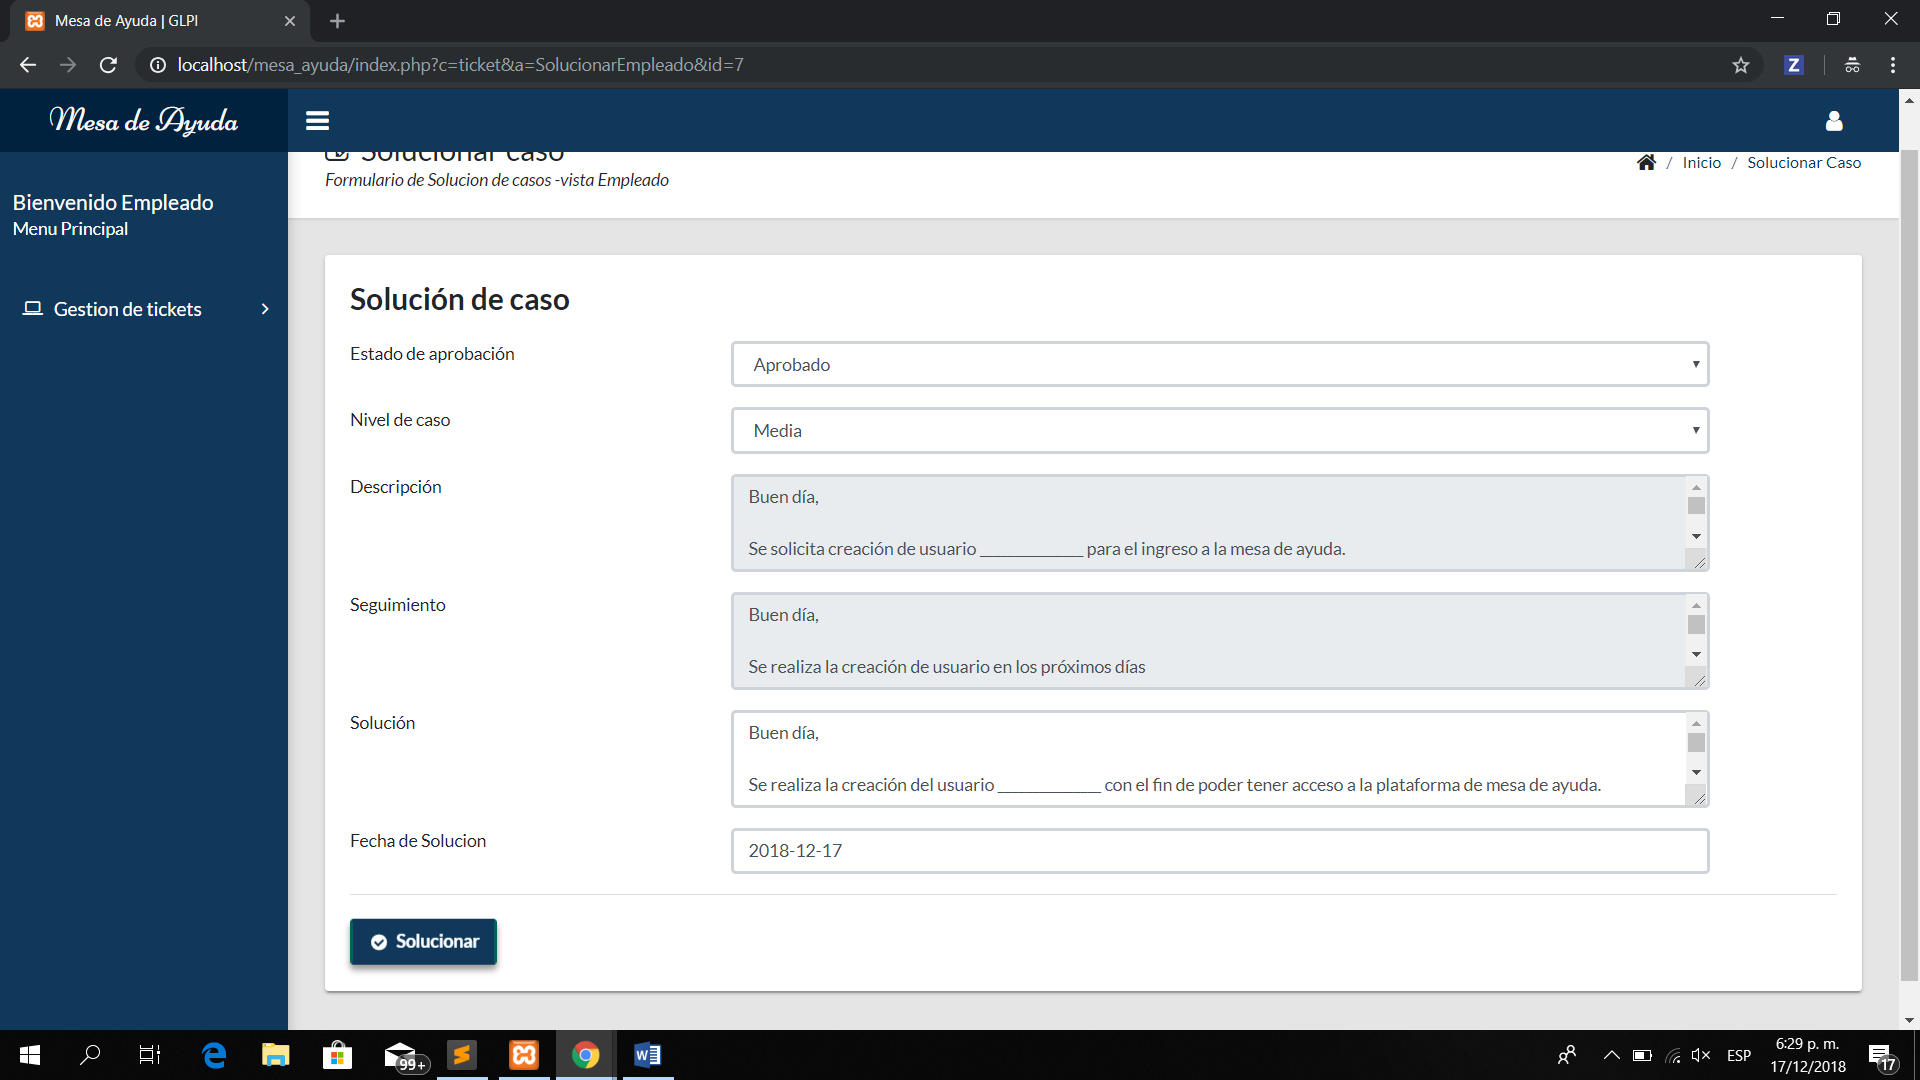 Mesa de Ayuda | GLPI
localhost/mesa_ayuda/index.php?c=ticket&a=SolucionarEmpleado&id=7
Z
Mesa de Ayuda
Solucionar caso
Formulario de Solucion de casos -vista Empleado
/ Inicio / Solucionar Caso
Bienvenido Empleado
Menu Principal
Gestion de tickets
Solución de caso
Estado de aprobación
Aprobado
Nivel de caso
Media
Descripción
Buen día,
Se solicita creación de usuario _______________ para el ingreso a la mesa de ayuda.
Seguimiento
Buen día,
Se realiza la creación de usuario en los próximos días
Solución
Buen día,
Se realiza la creación del usuario _______________ con el fin de poder tener acceso a la plataforma de mesa de ayuda.
Fecha de Solucion
2018-12-17
Solucionar
99+
ESP
6:29 p. m.
17/12/2018
17